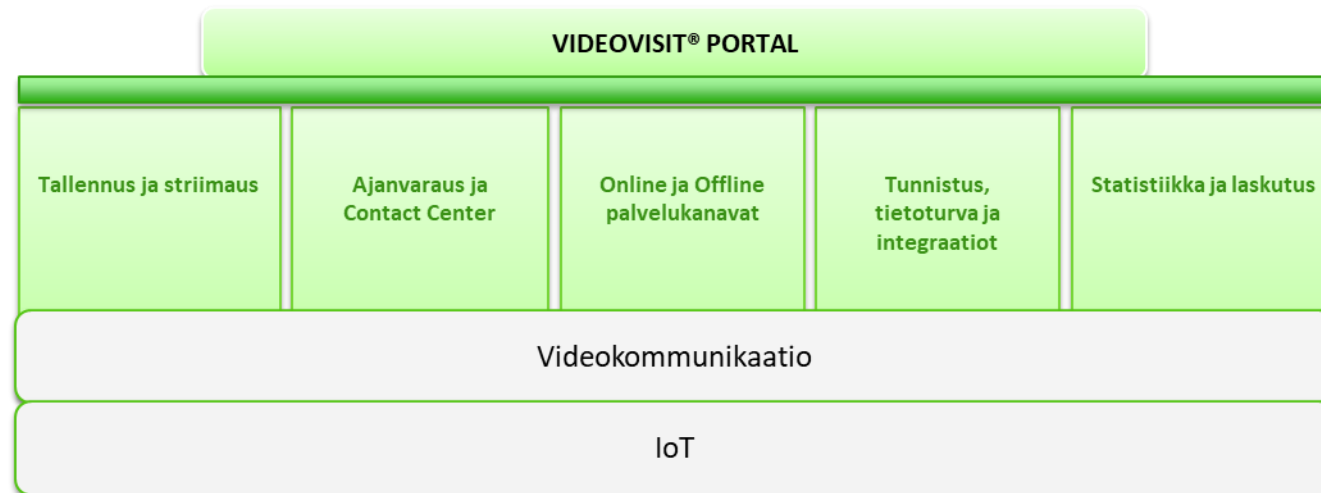 VIDEOVISIT® PORTAL
Tallennus ja striimaus
Ajanvaraus ja
Contact Center
Online ja Offline
palvelukanavat
Tunnistus,
tietoturva ja
integraatiot
Statistiikka ja laskutus
Videokommunikaatio
IoT